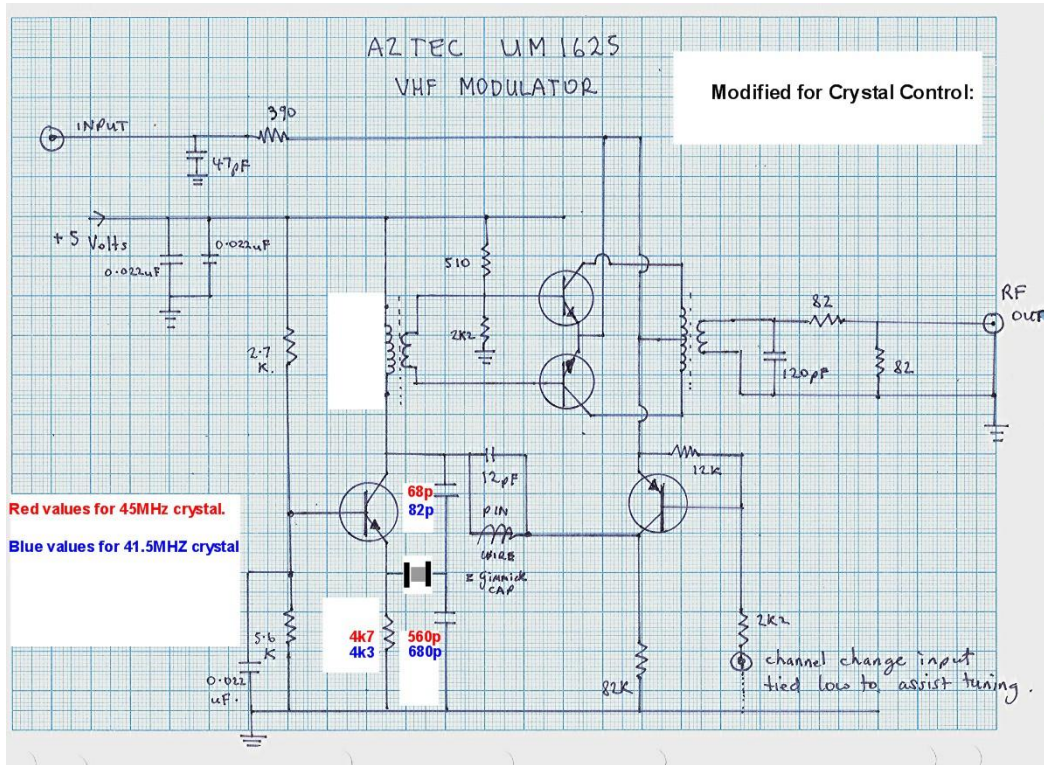 AZTEC UM 1625
VHF MODULATOR
Modified for Crystal Control:
INPUT
390
47pF
+5 Volts
0.022uF
0.022uF
510
2K2
2.7
K.
82
RF
OUT
120pF
82
12K
12pF
PIN
WIRE
= Gimmick
CAP
68p
82p
Red values for 45MHz crystal.
Blue values for 41.5MHZ crystal
5.6
K
4k7
4k3
560p
680p
0.022
uF.
82K
2K2
channel change input
tied low to assist tuning.